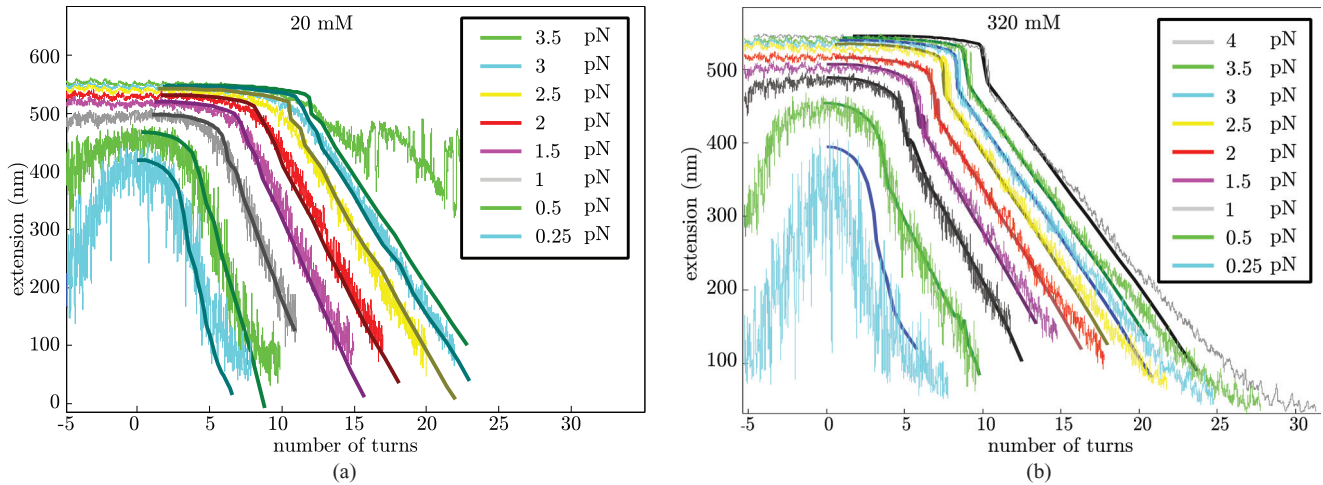 20 mM
600
500
400
300
200
100
0
extension (nm)
-5 0 5 10 15 20 25 30
number of turns
3.5 pN
3 pN
2.5 pN
2 pN
1.5 pN
1 pN
0.5 pN
0.25 pN
(a)
320 mM
500
400
300
200
100
extension (nm)
-5 0 5 10 15 20 25 30
number of turns
4 pN
3.5 pN
3 pN
2.5 pN
2 pN
1.5 pN
1 pN
0.5 pN
0.25 pN
(b)